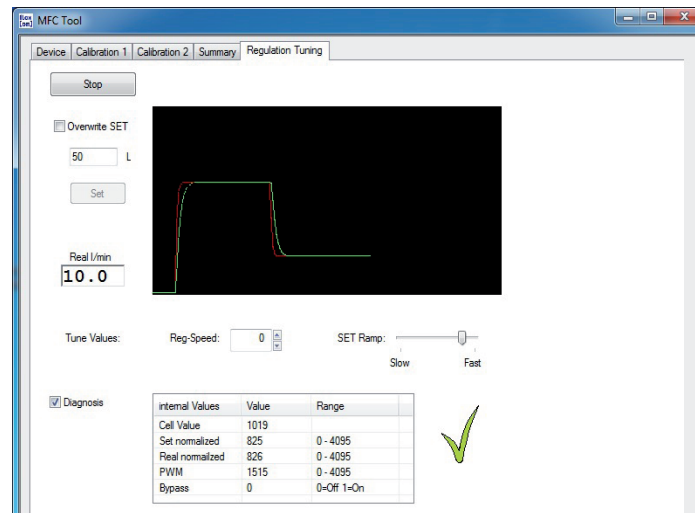 flox
[on]
MFC Tool
Device Calibration 1 Calibration 2 Summary Regulation Tuning
Stop
Overwrite SET
50 L
Set
Real l/min
10.0
Tune Values: Reg-Speed: 0 SET Ramp:
Slow Fast
Diagnosis
internal Values Value Range
Cell Value 1019
Set normalized 825 0 - 4095
Real normailzed 826 0 - 4095
PWM 1515 0 - 4095
Bypass 0 0=Off 1=On